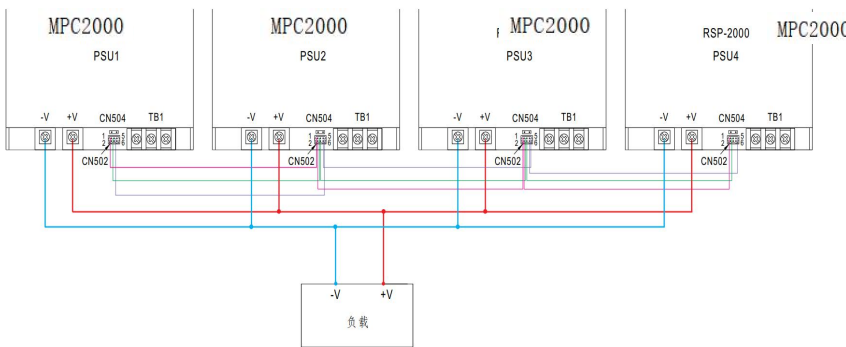 MPC2000
MPC2000
MPC2000
RSP-2000
MPC2000
PSU1
PSU2
PSU3
PSU4
-V
+V
CN504
TB1
-V
+V
CN504
TB1
-V
+V
CN504
TB1
-V
+V
CN504
TB1
1
5
2
6
1
5
2
6
1
5
2
6
1
5
2
6
CN502
CN502
CN502
CN502
-V
+V
负载